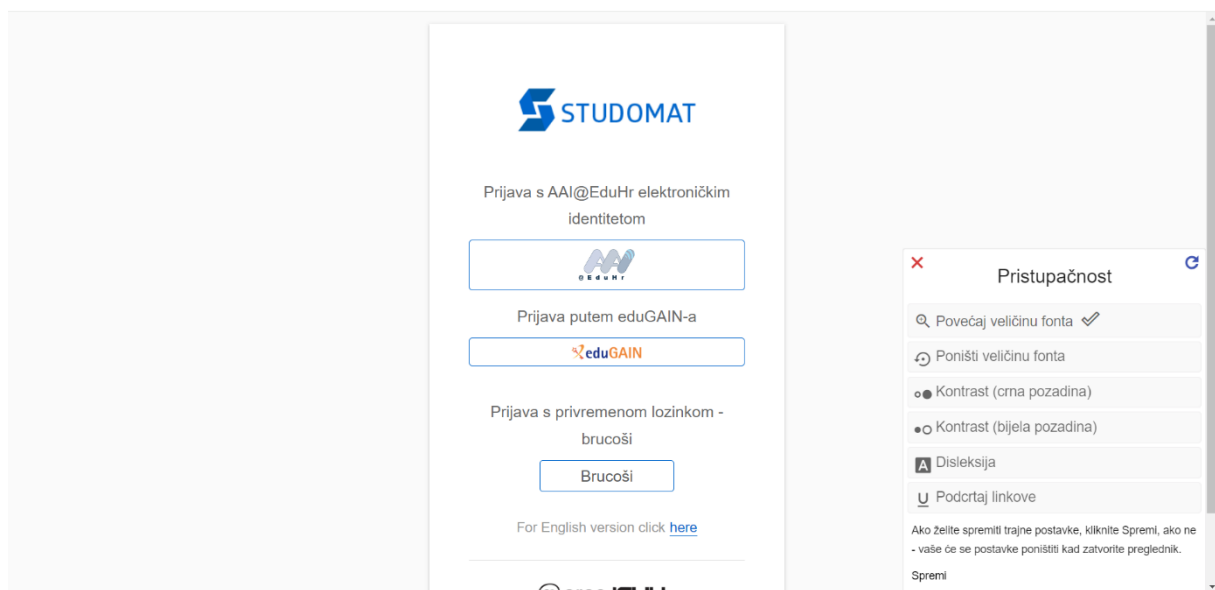 STUDOMAT
Prijava s AAI@EduHr elektroničkim
identitetom
AAI
@EduHr
Prijava putem eduGAIN-a
eduGAIN
Prijava s privremenom lozinkom -
brucoši
Brucoši
For English version click here
Pristupačnost
Povećaj veličinu fonta
Poništi veličinu fonta
Kontrast (crna pozadina)
Kontrast (bijela pozadina)
A Disleksija
U Podcrtaj linkove
Ako želite spremiti trajne postavke, kliknite Spremi, ako ne
- vaše će se postavke poništiti kad zatvorite preglednik.
Spremi